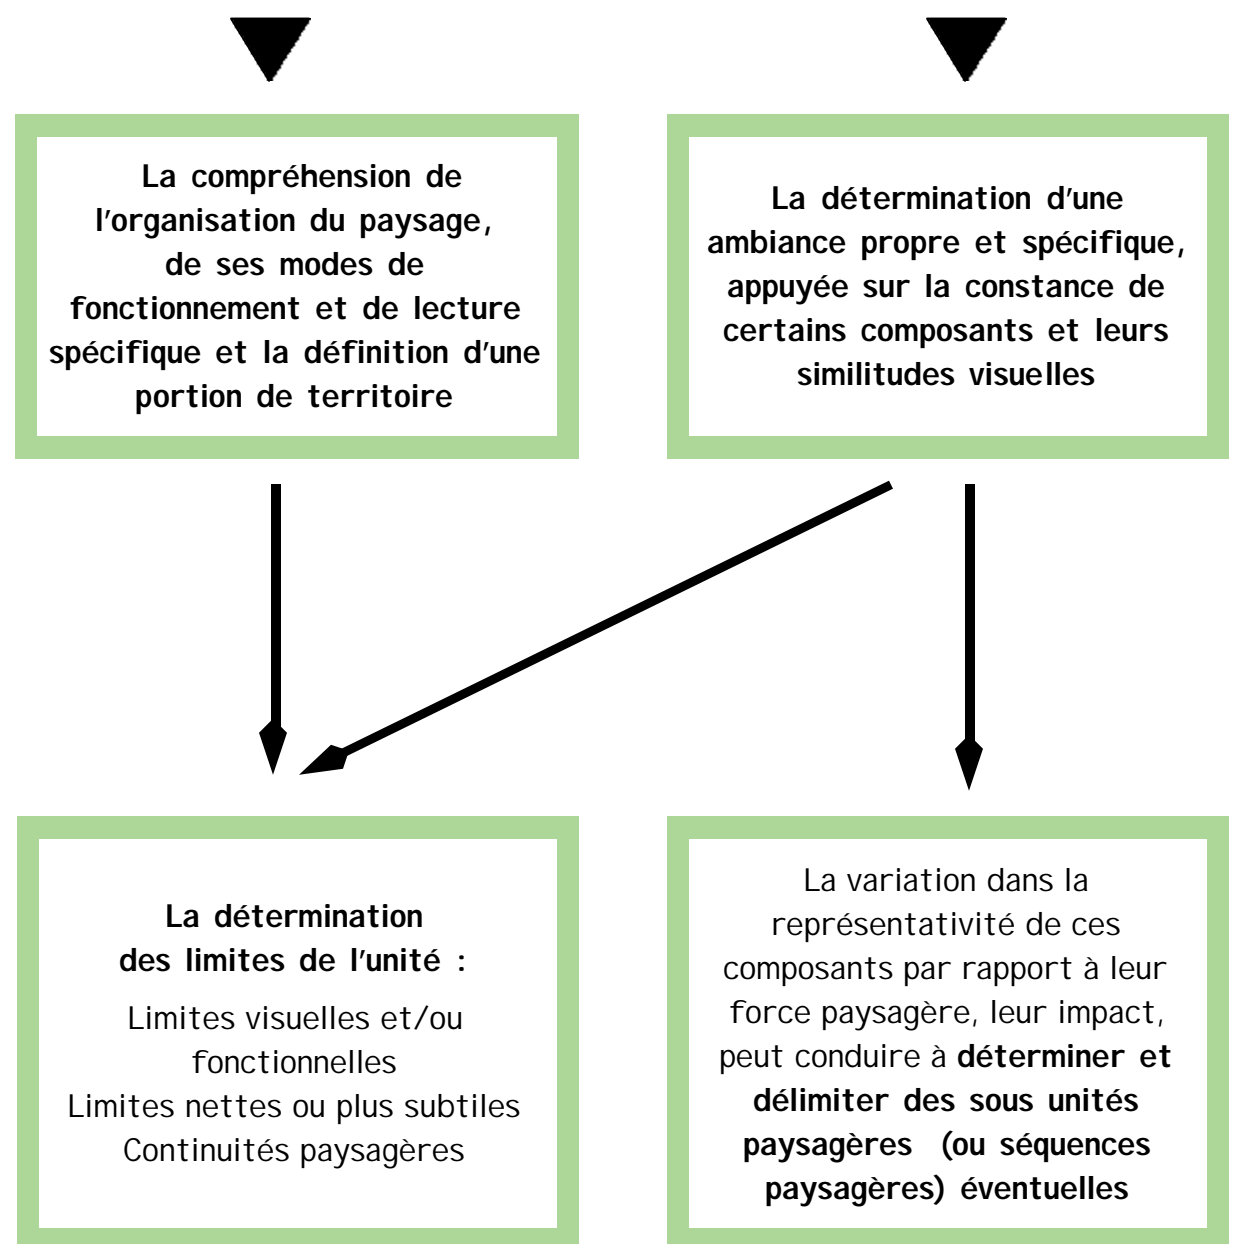 La compréhension de
l'organisation du paysage,
de ses modes de
fonctionnement et de lecture
spécifique et la définition d'une
portion de territoire
La détermination d'une
ambiance propre et spécifique,
appuyée sur la constance de
certains composants et leurs
similitudes visuelles
La détermination
des limites de l'unité :
Limites visuelles et/ou
fonctionnelles
Limites nettes ou plus subtiles
Continuités paysagères
La variation dans la
représentativité de ces
composants par rapport à leur
force paysagère, leur impact,
peut conduire à déterminer et
délimiter des sous unités
paysagères (ou séquences
paysagères) éventuelles